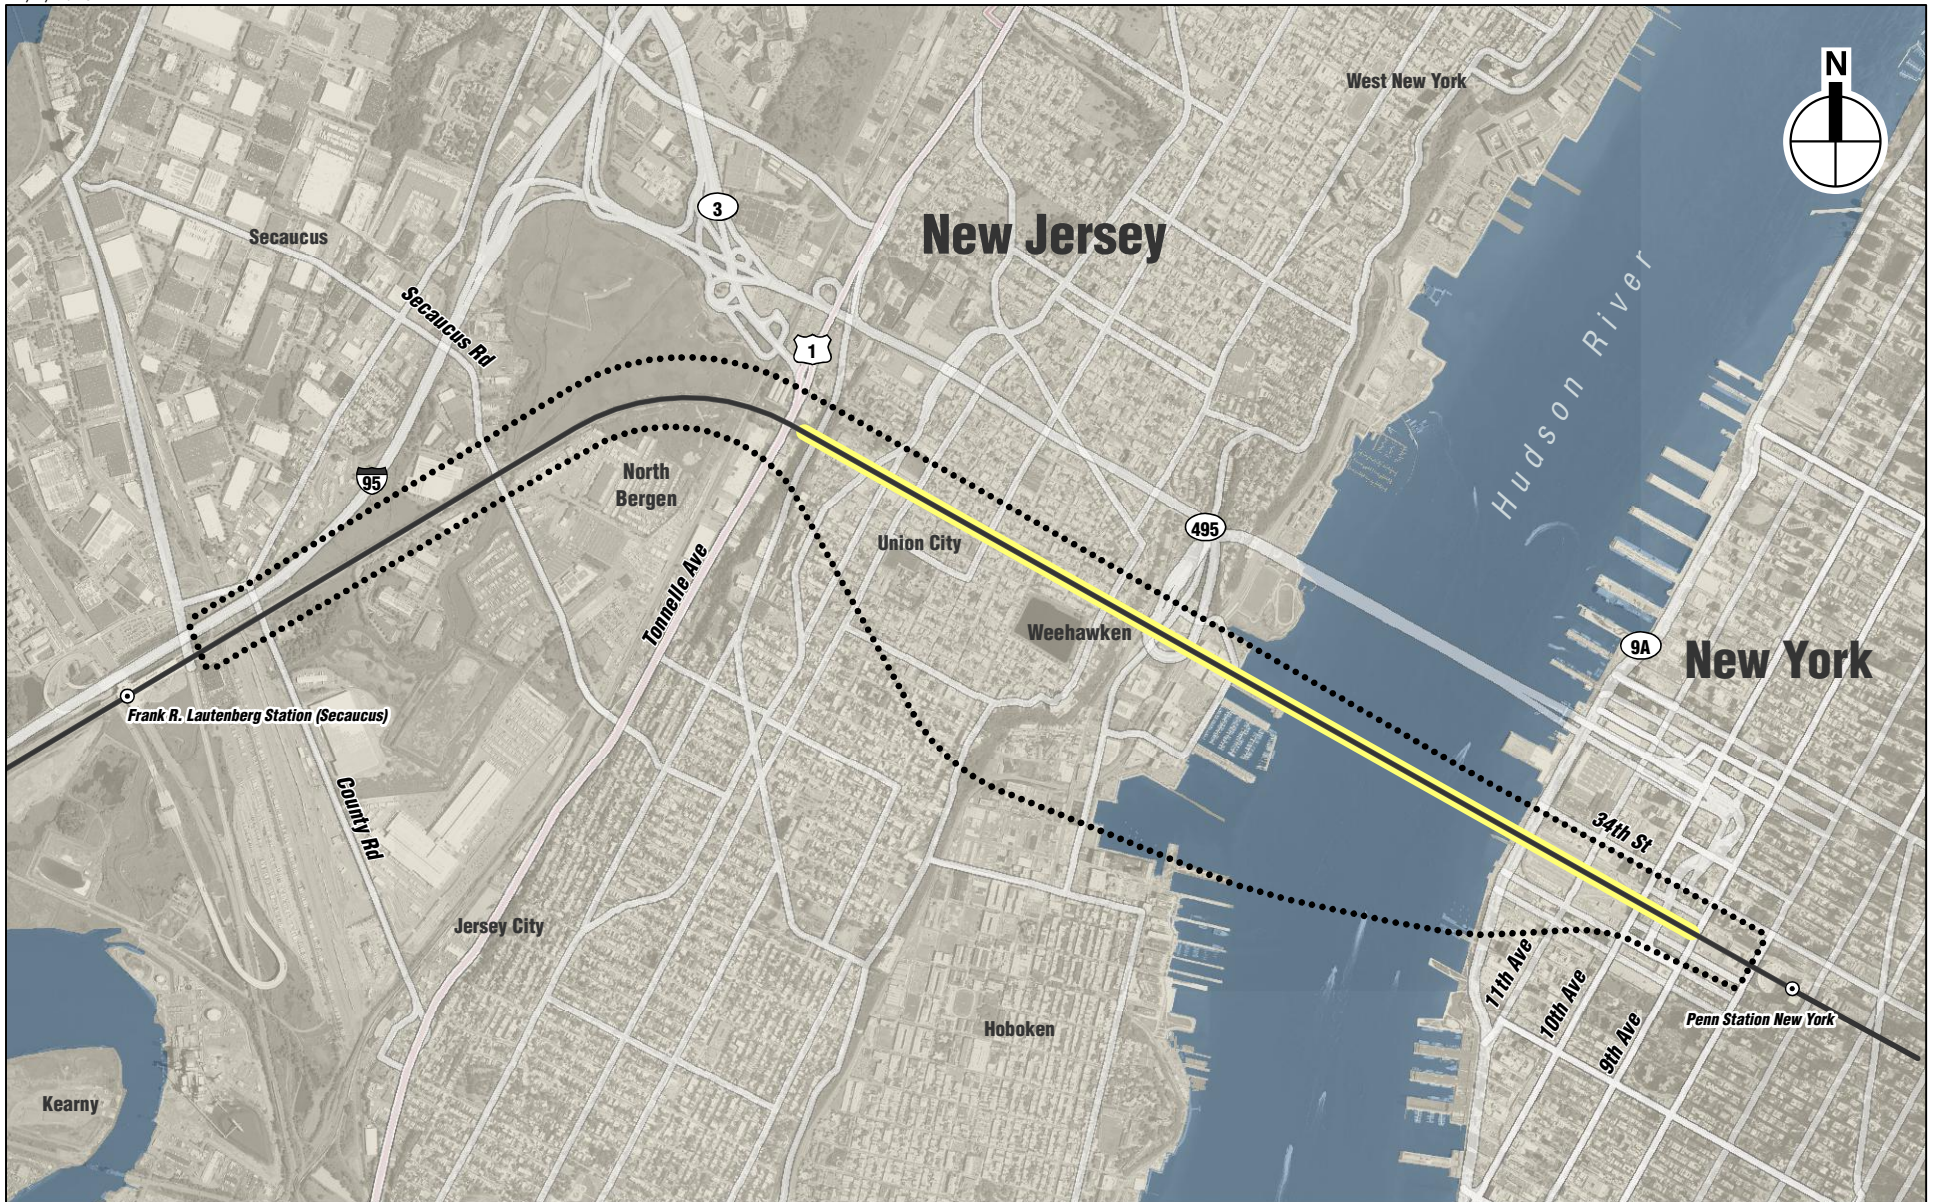 West New York
N
3
New Jersey
Secaucus
Secaucus Rd
Hudson River
1
North
Bergen
95
495
Union City
Tonnelle Ave
Weehawken
9A
New York
Frank R. Lautenberg Station (Secaucus)
County Rd
34th St
Jersey City
11th Ave
10th Ave
9th Ave
Penn Station New York
Hoboken
Kearny